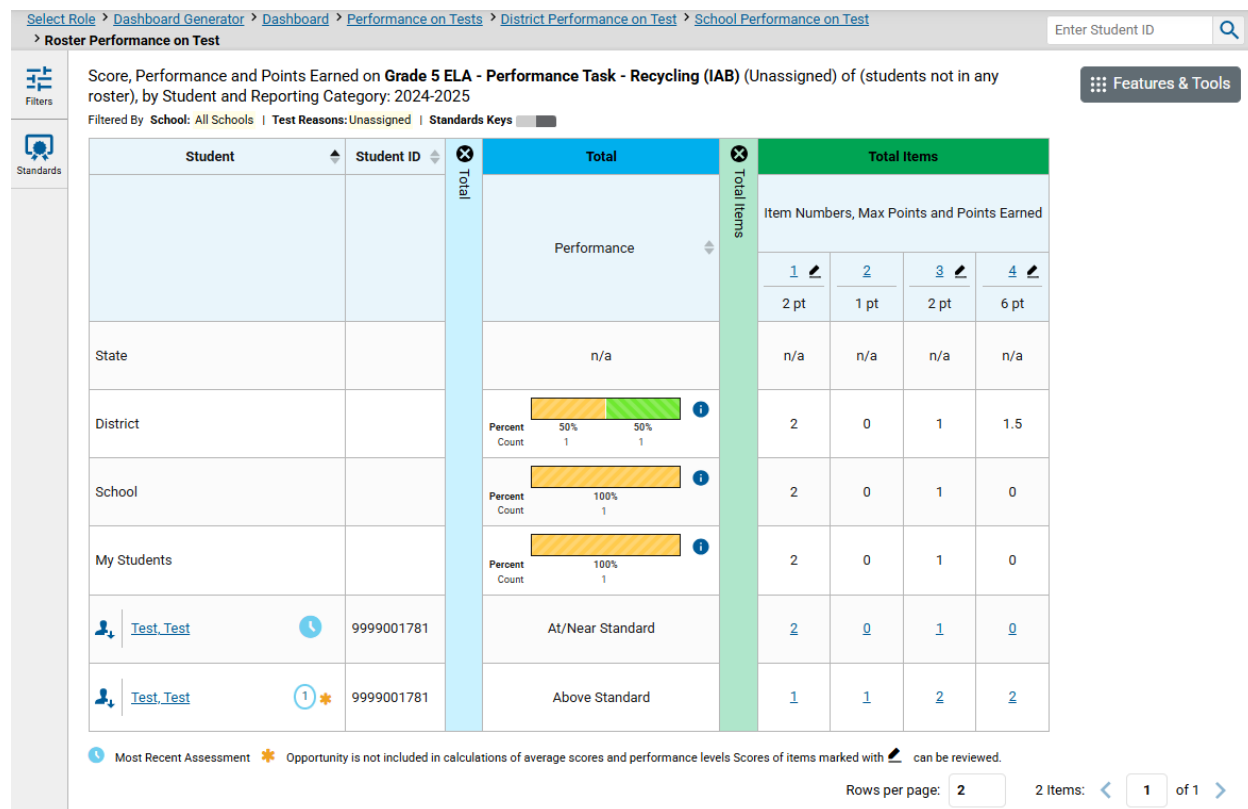 Select Role > Dashboard Generator > Dashboard > Performance on Tests > District Performance on Test > School Performance on Test
> Roster Performance on Test
Enter Student ID
Filters
Standards
Score, Performance and Points Earned on Grade 5 ELA - Performance Task - Recycling (IAB) (Unassigned) of (students not in any
roster), by Student and Reporting Category: 2024-2025
Features & Tools
Filtered By School: All Schools | Test Reasons: Unassigned | Standards Keys
Student Student ID Total Total Total Items Total Items
Performance
Item Numbers, Max Points and Points Earned
1 2 3 4
2 pt 1 pt 2 pt 6 pt
State n/a n/a n/a n/a n/a
District 2 0 1 1.5
Percent 50% 50%
Count 1 1
School 2 0 1 0
Percent 100%
Count 1
My Students 2 0 1 0
Percent 100%
Count 1
Test, Test 9999001781 At/Near Standard 2 0 1 0
Test, Test 1 9999001781 Above Standard 1 1 2 2
Most Recent Assessment Opportunity is not included in calculations of average scores and performance levels Scores of items marked with can be reviewed.
Rows per page: 2 2 Items: 1 of 1